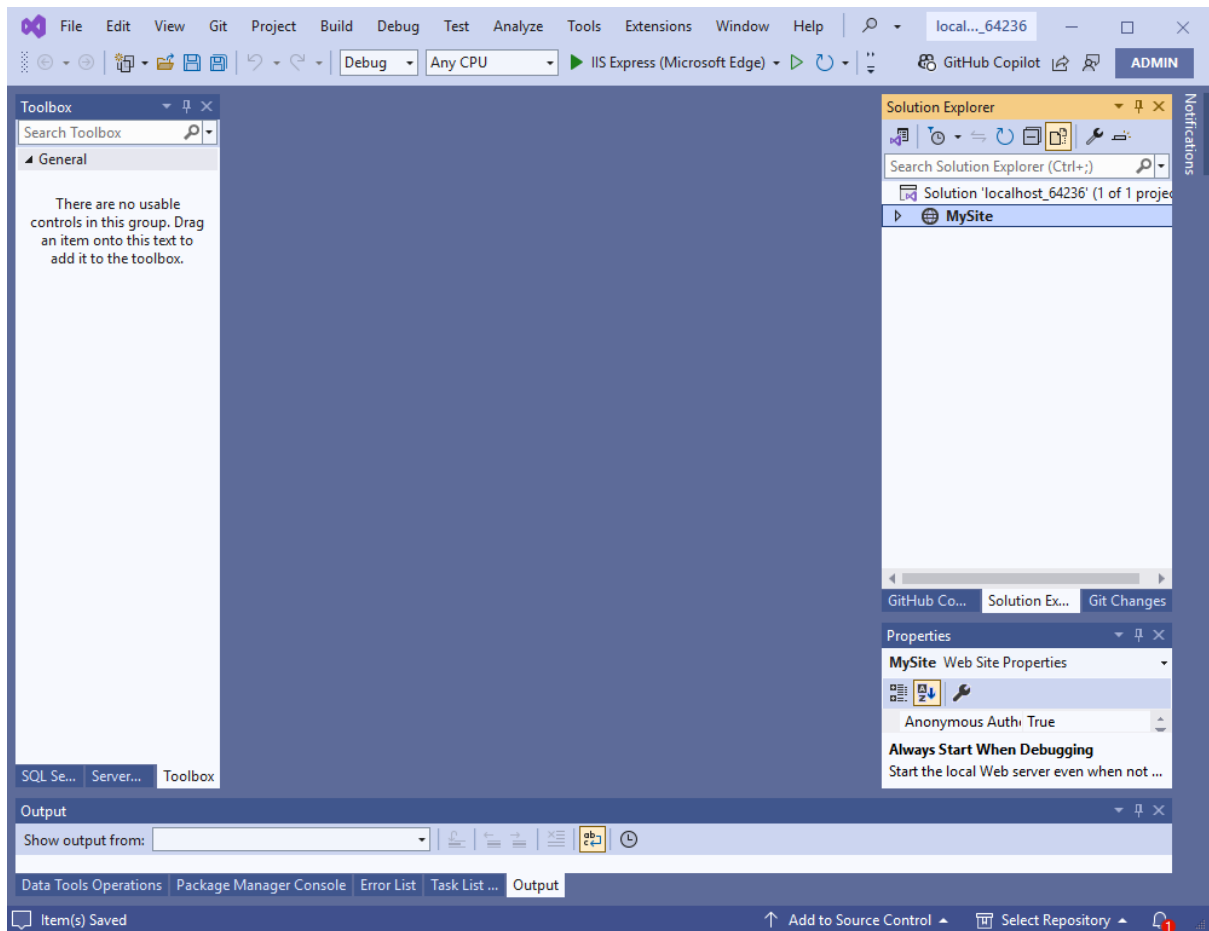 File Edit View Git Project Build Debug Test Analyze Tools Extensions Window Help local..._64236
Debug Any CPU IIS Express (Microsoft Edge) GitHub Copilot ADMIN
Toolbox
Search Toolbox
General
There are no usable
controls in this group. Drag
an item onto this text to
add it to the toolbox.
SQL Se... Server... Toolbox
Solution Explorer
Search Solution Explorer (Ctrl+;)
Solution 'localhost_64236' (1 of 1 projec
MySite
GitHub Co... Solution Ex... Git Changes
Notifications
Properties
MySite Web Site Properties
Anonymous Auth True
Always Start When Debugging
Start the local Web server even when not ...
Output
Show output from:
Data Tools Operations Package Manager Console Error List Task List ... Output
Item(s) Saved Add to Source Control Select Repository 1